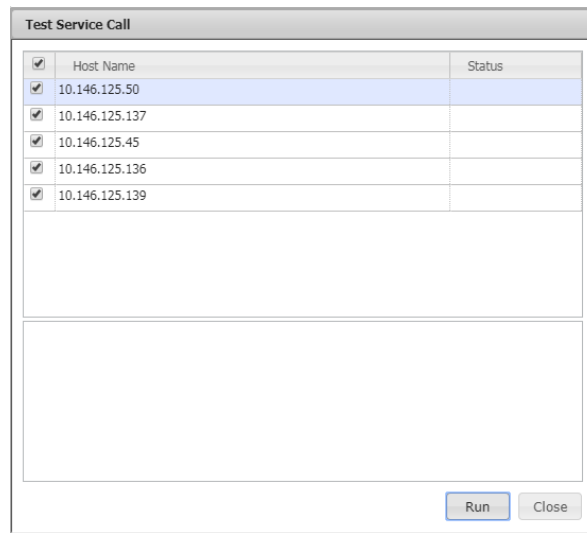 Test Service Call
Host Name Status
10.146.125.50
10.146.125.137
10.146.125.45
10.146.125.136
10.146.125.139
Run Close